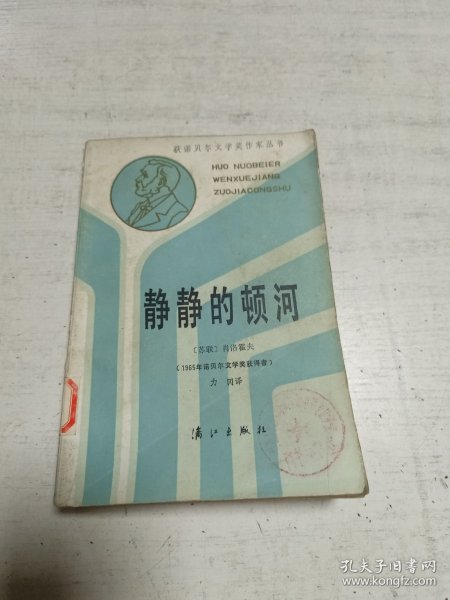 获诺贝尔文学奖作家丛书
HUO NUOBEIER
WENXUEJIANG
ZUOJIACONGSHU
静静的顿河
〔苏联〕肖洛霍夫
(1965年诺贝尔文学奖获得者)
力冈译
漓江出版社
孔夫子旧书网
www.kongfz.com